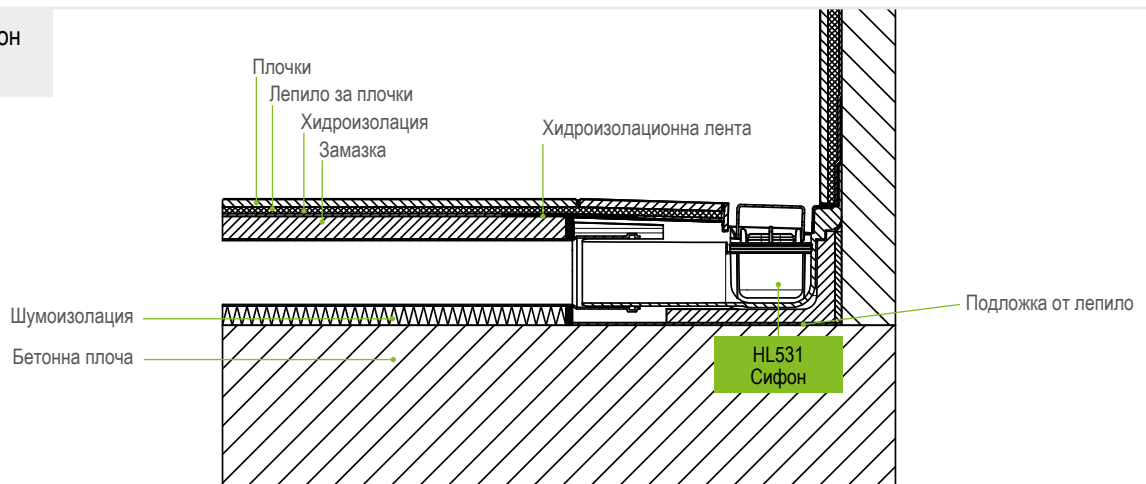 он
Плочки
Лепило за плочки
Хидроизолация
Замазка
Хидроизолационна лента
Шумоизолация
Бетонна плоча
Подложка от лепило
HL531
Сифон